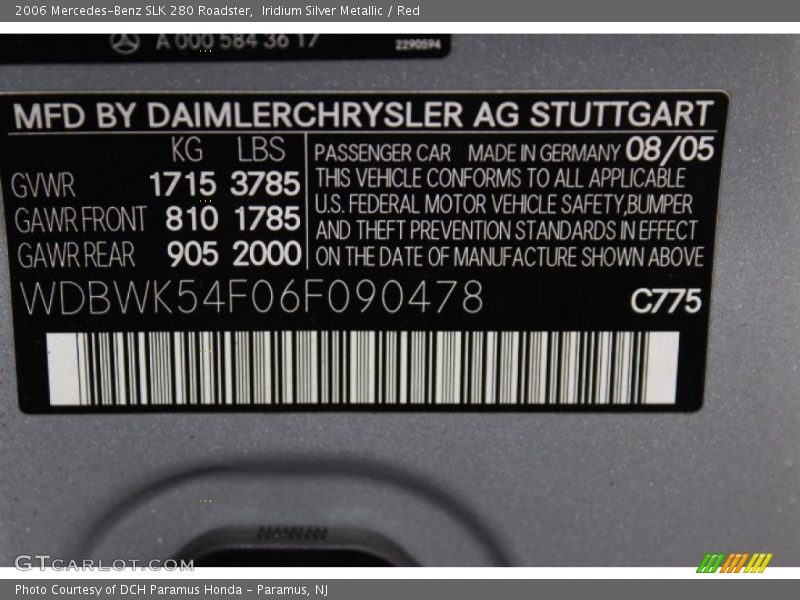 2006 Mercedes-Benz SLK 280 Roadster, Iridium Silver Metallic / Red
A 000 584 36 17 2290594
MFD BY DAIMLERCHRYSLER AG STUTTGART
KG LBS PASSENGER CAR MADE IN GERMANY 08/05
GVWR 1715 3785 THIS VEHICLE CONFORMS TO ALL APPLICABLE
GAWR FRONT 810 1785 U.S. FEDERAL MOTOR VEHICLE SAFETY,BUMPER
AND THEFT PREVENTION STANDARDS IN EFFECT
GAWR REAR 905 2000 ON THE DATE OF MANUFACTURE SHOWN ABOVE
WDBWK54F06F090478 C775
GTCARLOT.COM
Photo Courtesy of DCH Paramus Honda - Paramus, NJ